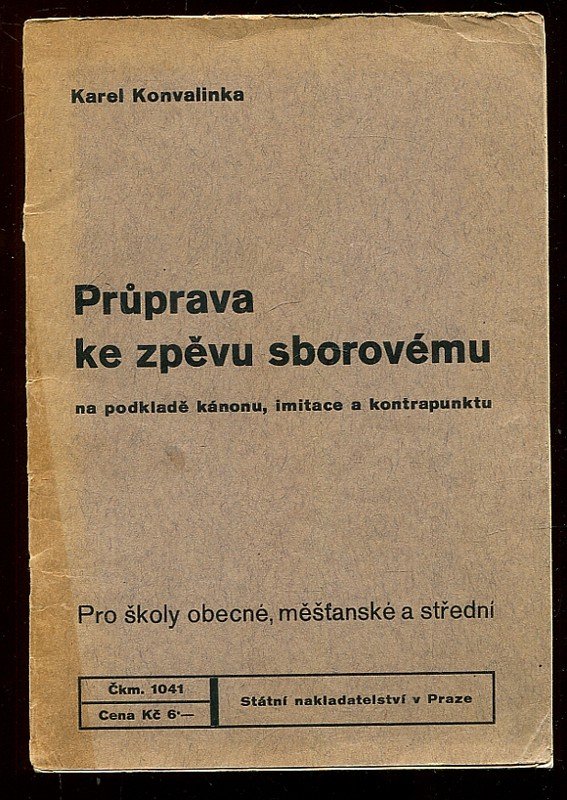 Karel Konvalinka
Průprava
ke zpěvu sborovému
na podkladě kánonu, imitace a kontrapunktu
Pro školy obecné, měšťanské a střední
Čkm. 1041
Cena Kč 6·—
Státní nakladatelství v Praze